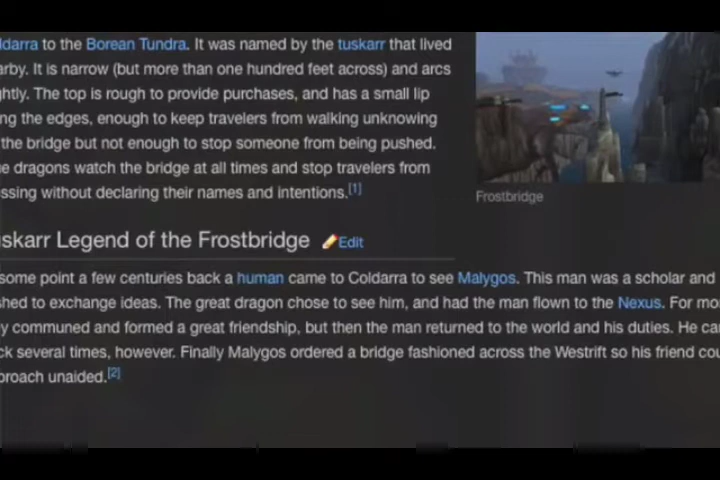 ldarra to the Borean Tundra. It was named by the tuskarr that lived
arby. It is narrow (but more than one hundred feet across) and arcs
ghtly. The top is rough to provide purchases, and has a small lip
ng the edges, enough to keep travelers from walking unknowing
the bridge but not enough to stop someone from being pushed.
e dragons watch the bridge at all times and stop travelers from
ssing without declaring their names and intentions.[1]
Frostbridge
skarr Legend of the Frostbridge Edit
some point a few centuries back a human came to Coldarra to see Malygos. This man was a scholar and
shed to exchange ideas. The great dragon chose to see him, and had the man flown to the Nexus. For mo
y communed and formed a great friendship, but then the man returned to the world and his duties. He ca
ck several times, however. Finally Malygos ordered a bridge fashioned across the Westrift so his friend cou
proach unaided.[2]